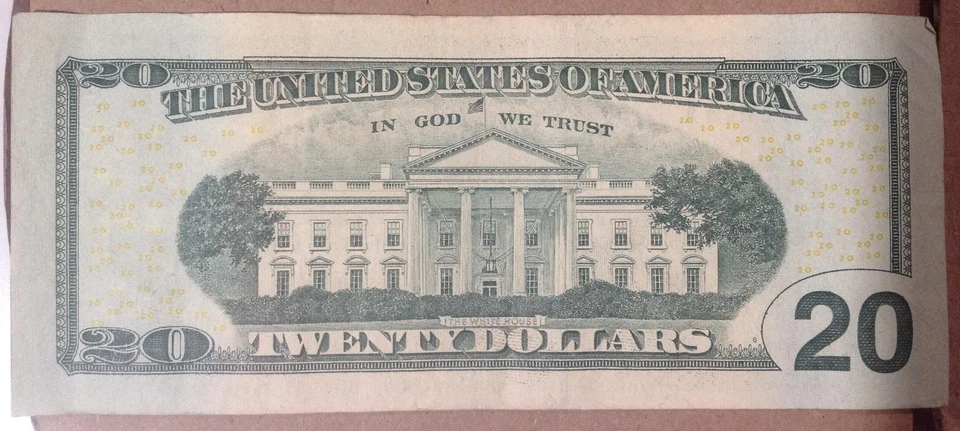 20 THE UNITED STATES OF AMERICA 20
IN GOD WE TRUST
THE WHITE HOUSE
20 TWENTY DOLLARS 20